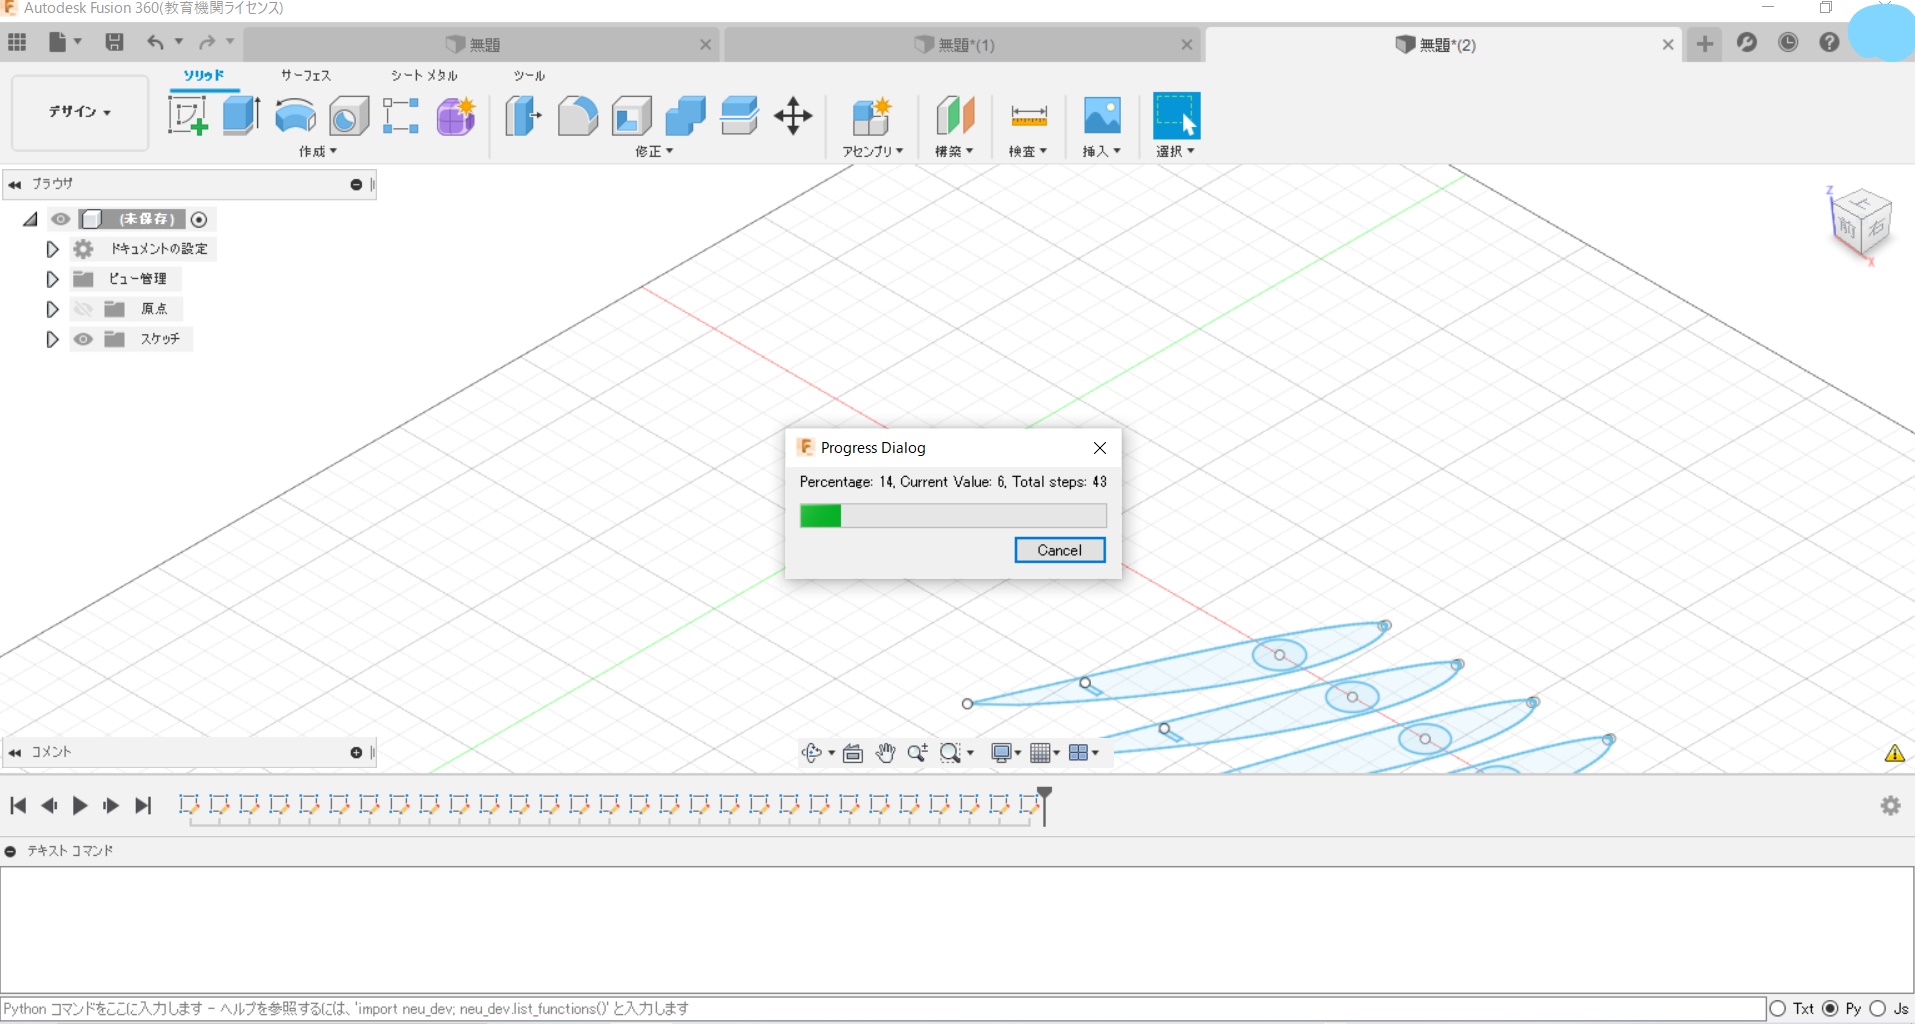 Autodesk Fusion 360(教育機関ライセンス)
無題
無題*(1)
無題*(2)
デザイン
ソリッド
サーフェス
シート メタル
ツール
作成
修正
アセンブリ
構築
検査
挿入
選択
ブラウザ
(未保存)
ドキュメントの設定
ビュー管理
原点
スケッチ
Z
上
前
右
X
Progress Dialog
Percentage: 14, Current Value: 6, Total steps: 43
Cancel
コメント
テキスト コマンド
Python コマンドをここに入力します - ヘルプを参照するには、'import neu_dev; neu_dev.list_functions()' と入力します
Txt
Py
Js